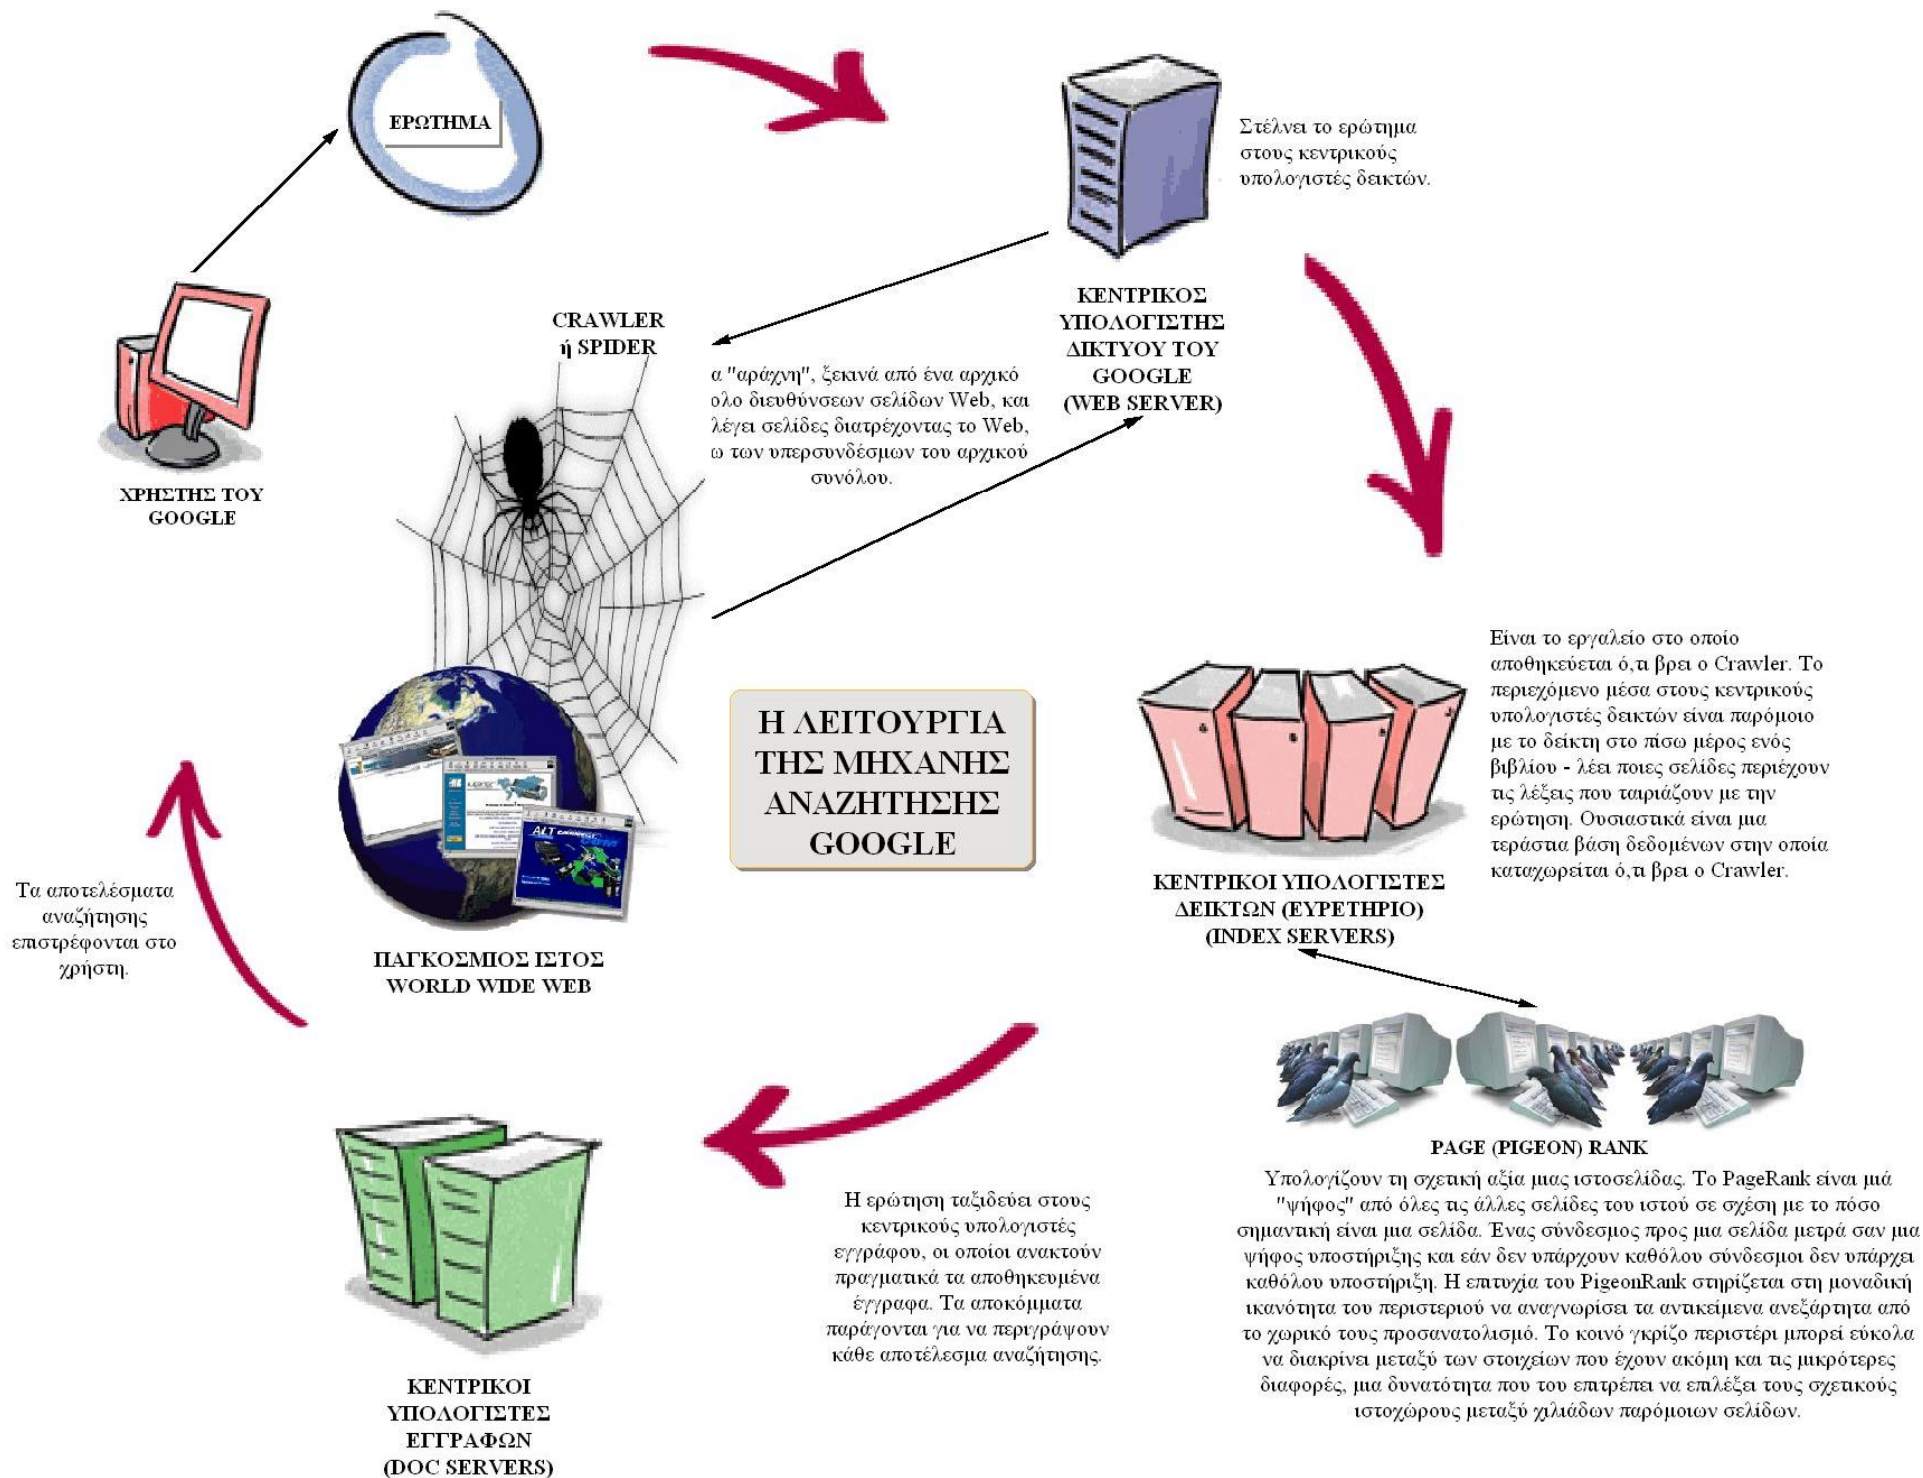 ΕΡΩΤΗΜΑ
Στέλνει το ερώτημα
στους κεντρικούς
υπολογιστές δεικτών.
ΚΕΝΤΡΙΚΟΣ
ΥΠΟΛΟΓΙΣΤΗΣ
ΔΙΚΤΥΟΥ ΤΟΥ
GOOGLE
(WEB SERVER)
CRAWLER
ή SPIDER
α "αράχνη", ξεκινά από ένα αρχικό
ολο διευθύνσεων σελίδων Web, και
λέγει σελίδες διατρέχοντας το Web,
ω των υπερσυνδέσμων του αρχικού
συνόλου.
ΧΡΗΣΤΗΣ ΤΟΥ
GOOGLE
Η ΛΕΙΤΟΥΡΓΙΑ
ΤΗΣ ΜΗΧΑΝΗΣ
ΑΝΑΖΗΤΗΣΗΣ
GOOGLE
Είναι το εργαλείο στο οποίο
αποθηκεύεται ό,τι βρει ο Crawler. Το
περιεχόμενο μέσα στους κεντρικούς
υπολογιστές δεικτών είναι παρόμοιο
με το δείκτη στο πίσω μέρος ενός
βιβλίου - λέει ποιες σελίδες περιέχουν
τις λέξεις που ταιριάζουν με την
ερώτηση. Ουσιαστικά είναι μια
τεράστια βάση δεδομένων στην οποία
καταχωρείται ό,τι βρει ο Crawler.
ΚΕΝΤΡΙΚΟΙ ΥΠΟΛΟΓΙΣΤΕΣ
ΔΕΙΚΤΩΝ (ΕΥΡΕΤΗΡΙΟ)
(INDEX SERVERS)
ALT
Τα αποτελέσματα
αναζήτησης
επιστρέφονται στο
χρήστη.
ΠΑΓΚΟΣΜΙΟΣ ΙΣΤΟΣ
WORLD WIDE WEB
PAGE (PIGEON) RANK
Υπολογίζουν τη σχετική αξία μιας ιστοσελίδας. Το PageRank είναι μιά
"ψήφος" από όλες τις άλλες σελίδες του ιστού σε σχέση με το πόσο
σημαντική είναι μια σελίδα. Ένας σύνδεσμος προς μια σελίδα μετρά σαν μια
ψήφος υποστήριξης και εάν δεν υπάρχουν καθόλου σύνδεσμοι δεν υπάρχει
καθόλου υποστήριξη. Η επιτυχία του PigeonRank στηρίζεται στη μοναδική
ικανότητα του περιστεριού να αναγνωρίσει τα αντικείμενα ανεξάρτητα από
το χωρικό τους προσανατολισμό. Το κοινό γκρίζο περιστέρι μπορεί εύκολα
να διακρίνει μεταξύ των στοιχείων που έχουν ακόμη και τις μικρότερες
διαφορές, μια δυνατότητα που του επιτρέπει να επιλέξει τους σχετικούς
ιστοχώρους μεταξύ χιλιάδων παρόμοιων σελίδων.
Η ερώτηση ταξιδεύει στους
κεντρικούς υπολογιστές
εγγράφου, οι οποίοι ανακτούν
πραγματικά τα αποθηκευμένα
έγγραφα. Τα αποκόμματα
παράγονται για να περιγράψουν
κάθε αποτέλεσμα αναζήτησης.
ΚΕΝΤΡΙΚΟΙ
ΥΠΟΛΟΓΙΣΤΕΣ
ΕΓΓΡΑΦΩΝ
(DOC SERVERS)